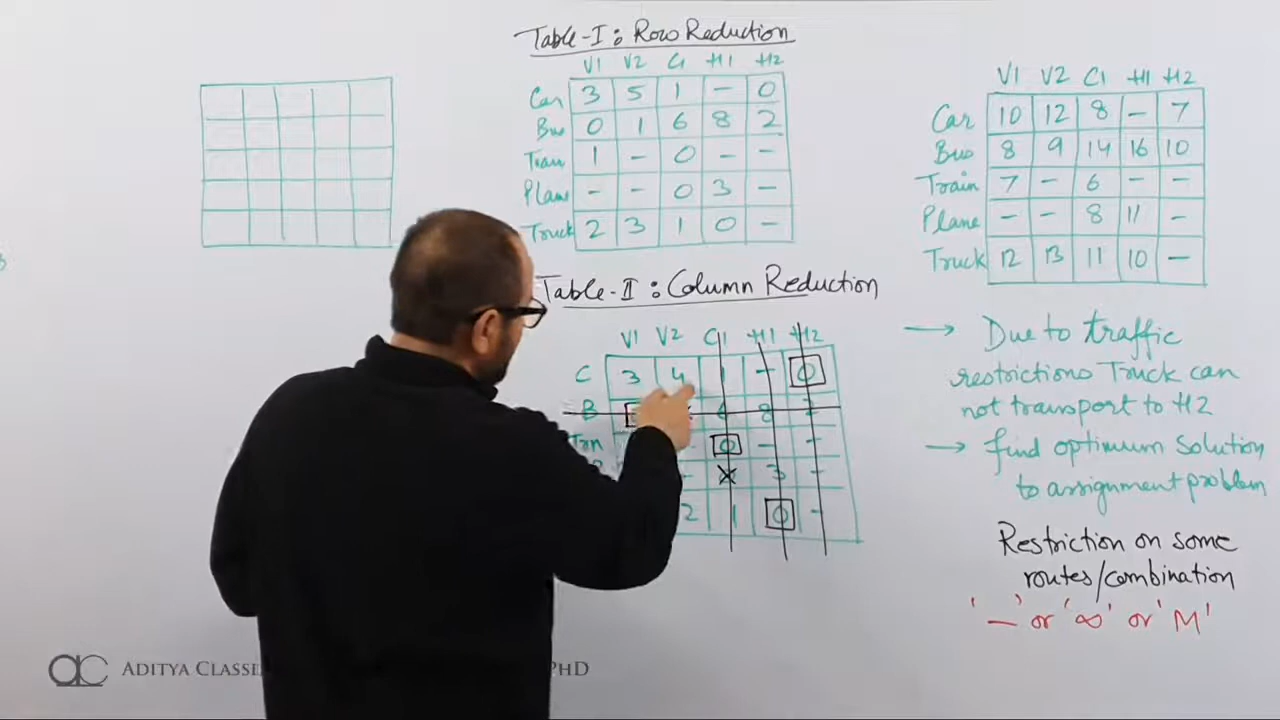 Table-I : Row Reduction
V1 V2 C1 H1 H2
Car 3 5 1 - 0
Bus 0 1 6 8 2
Train 1 - 0 - -
Plane - - 0 3 -
Truck 2 3 1 0 -
Table-II : Column Reduction
V1 V2 C1 H1 H2
C 3 4 1 - 0
B 8
Trn 0 -
- 3 -
2 1 0 -
V1 V2 C1 H1 H2
Car 10 12 8 - 7
Bus 8 9 14 16 10
Train 7 - 6 - -
Plane - - 8 11 -
Truck 12 13 11 10 -
→ Due to traffic
restrictions Truck can
not transport to H2
→ find optimum solution
to assignment problem
Restriction on some
routes/combination
'-' or '∞' or 'M'
ac ADITYA CLASSE PHD